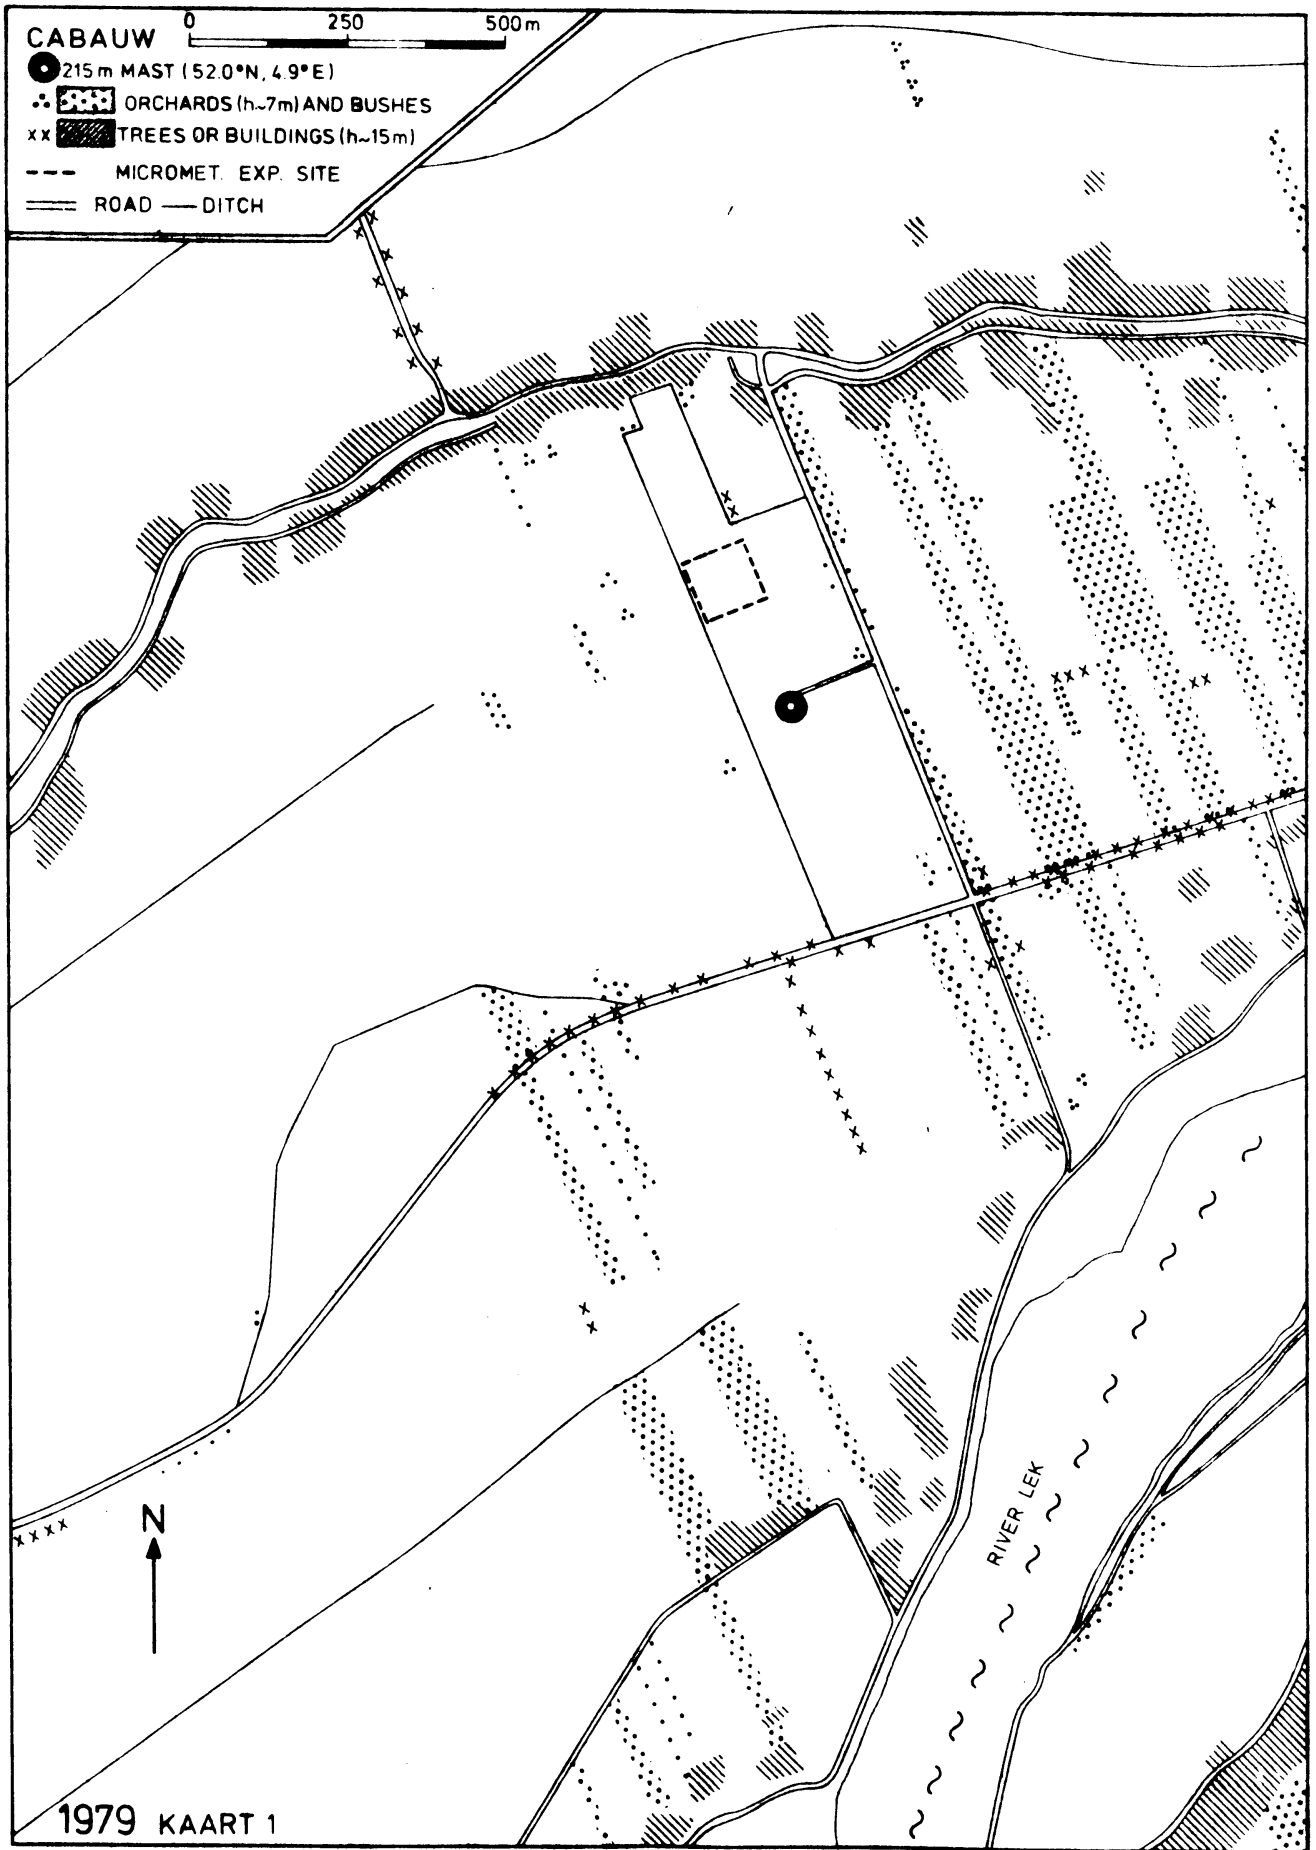 0 250 500m
CABAUW
215m MAST (52.0°N, 4.9°E)
ORCHARDS (h~7m) AND BUSHES
xx TREES OR BUILDINGS (h~15m)
MICROMET. EXP. SITE
ROAD — DITCH
RIVER LEK
N
1979 KAART 1